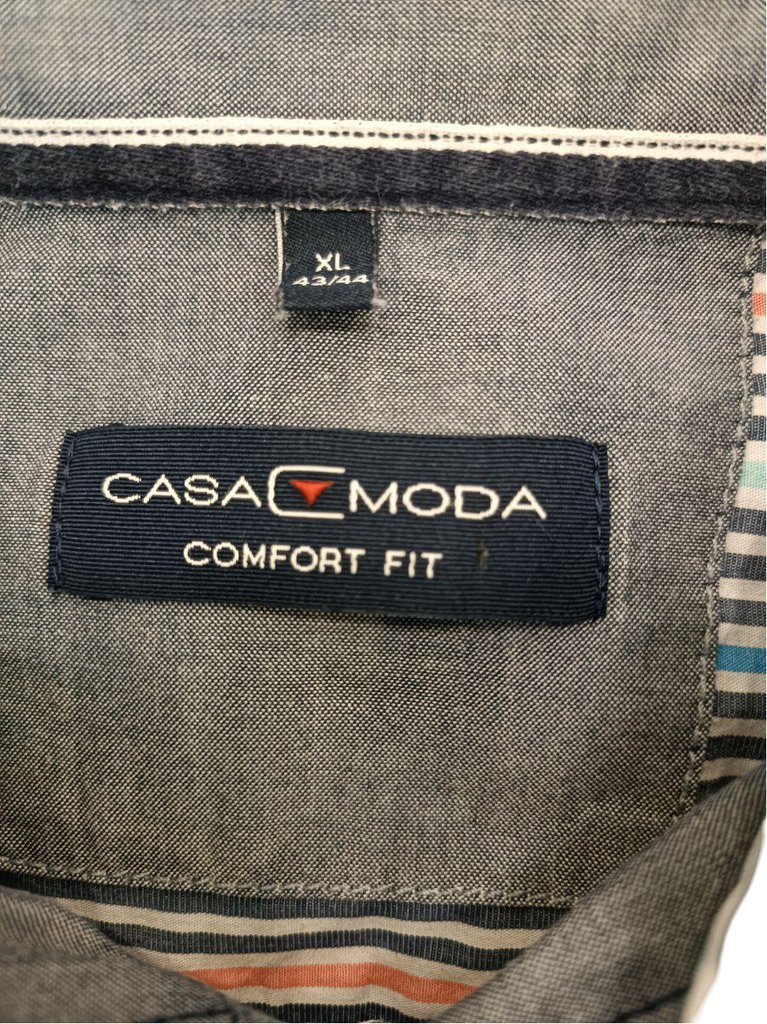 XL
43/44
CASA MODA
COMFORT FIT